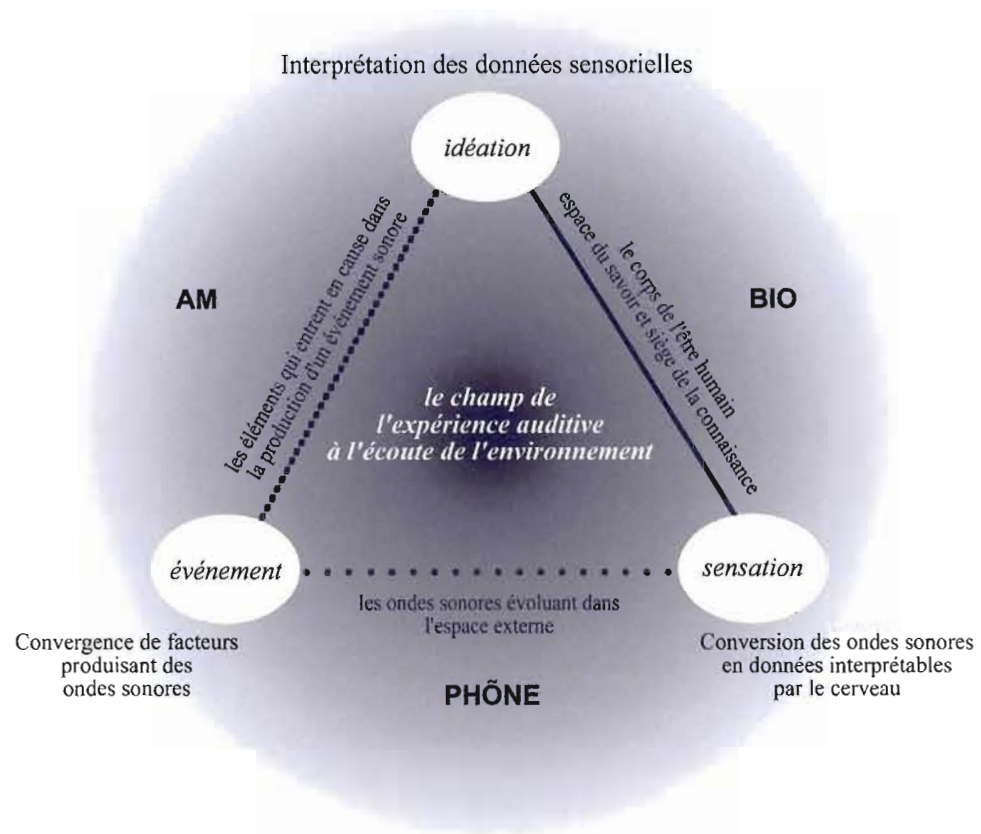 Interprétation des données sensorielles
idéation
les éléments qui entrent en cause dans
la production d'un événement sonore
le corps de l'être humain
espace du savoir et siège de la connaisance
AM
BIO
le champ de
l'expérience auditive
à l'écoute de l'environnement
événement
sensation
les ondes sonores évoluant dans
l'espace externe
Convergence de facteurs
produisant des
ondes sonores
Conversion des ondes sonores
en données interprétables
par le cerveau
PHÕNE